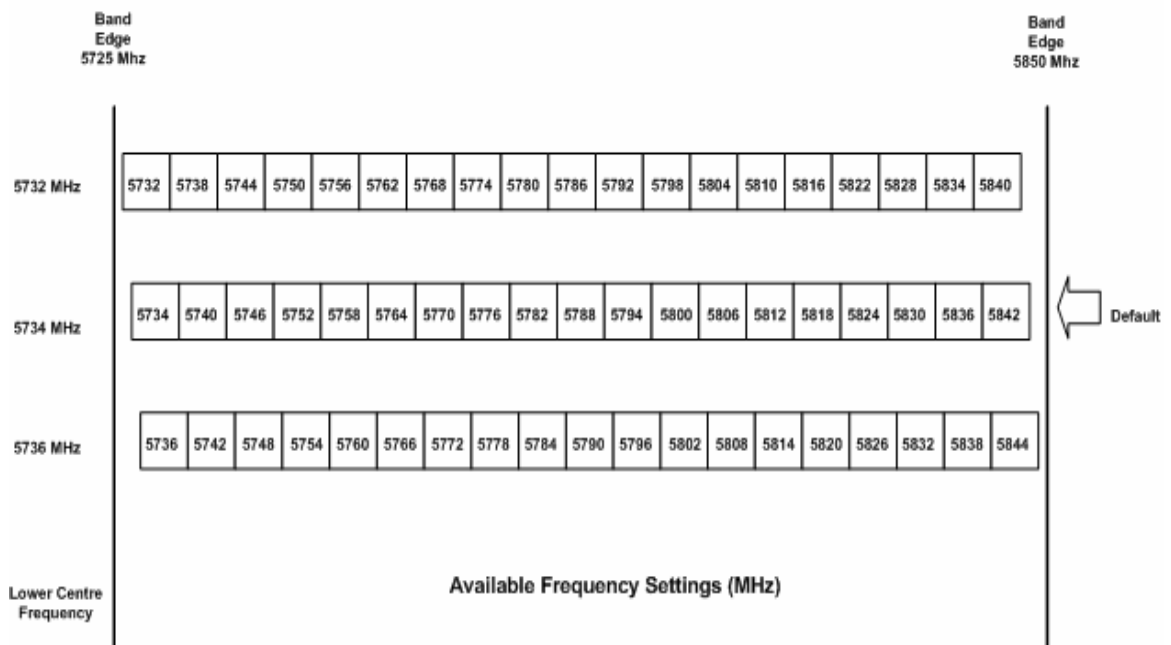 Band
Edge
5725 Mhz
Band
Edge
5850 Mhz
5732 MHz
5732 5738 5744 5750 5756 5762 5768 5774 5780 5786 5792 5798 5804 5810 5816 5822 5828 5834 5840
5734 MHz
5734 5740 5746 5752 5758 5764 5770 5776 5782 5788 5794 5800 5806 5812 5818 5824 5830 5836 5842
Default
5736 MHz
5736 5742 5748 5754 5760 5766 5772 5778 5784 5790 5796 5802 5808 5814 5820 5826 5832 5838 5844
Lower Centre
Frequency
Available Frequency Settings (MHz)